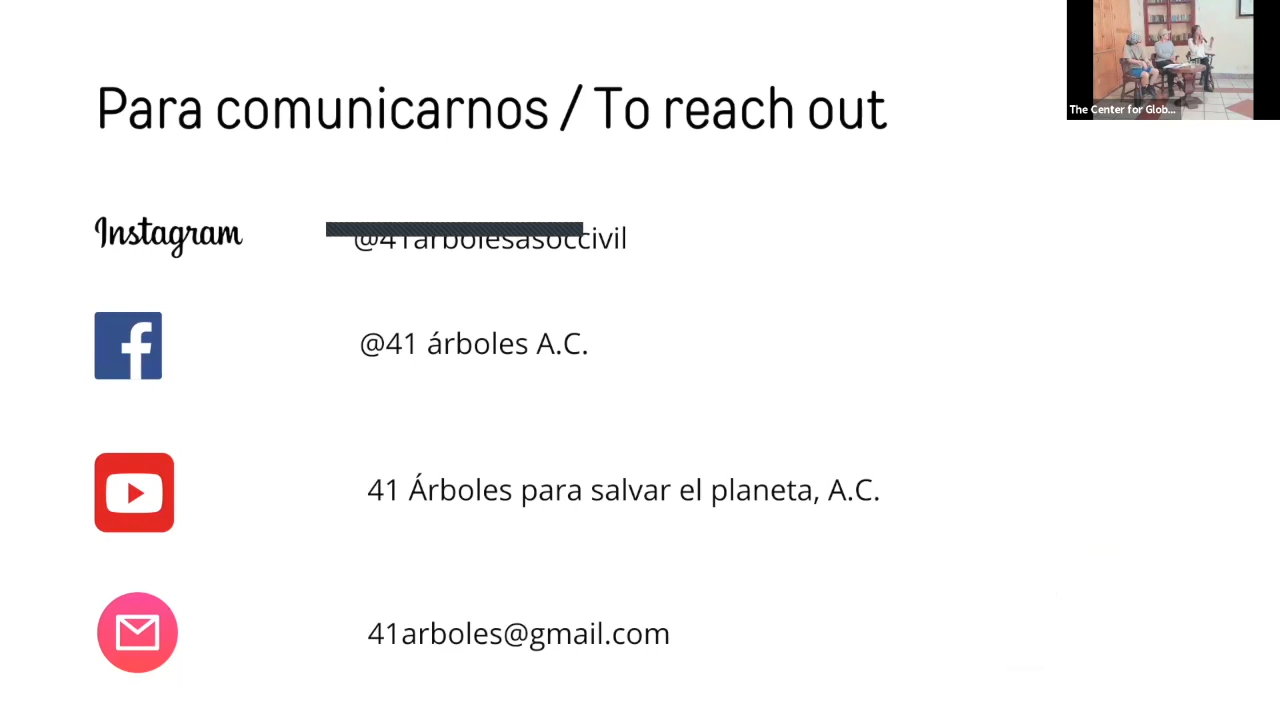 Para comunicarnos / To reach out
The Center for Glob...
Instagram
@41arbolesasoccivil
@41 árboles A.C.
41 Árboles para salvar el planeta, A.C.
41arboles@gmail.com